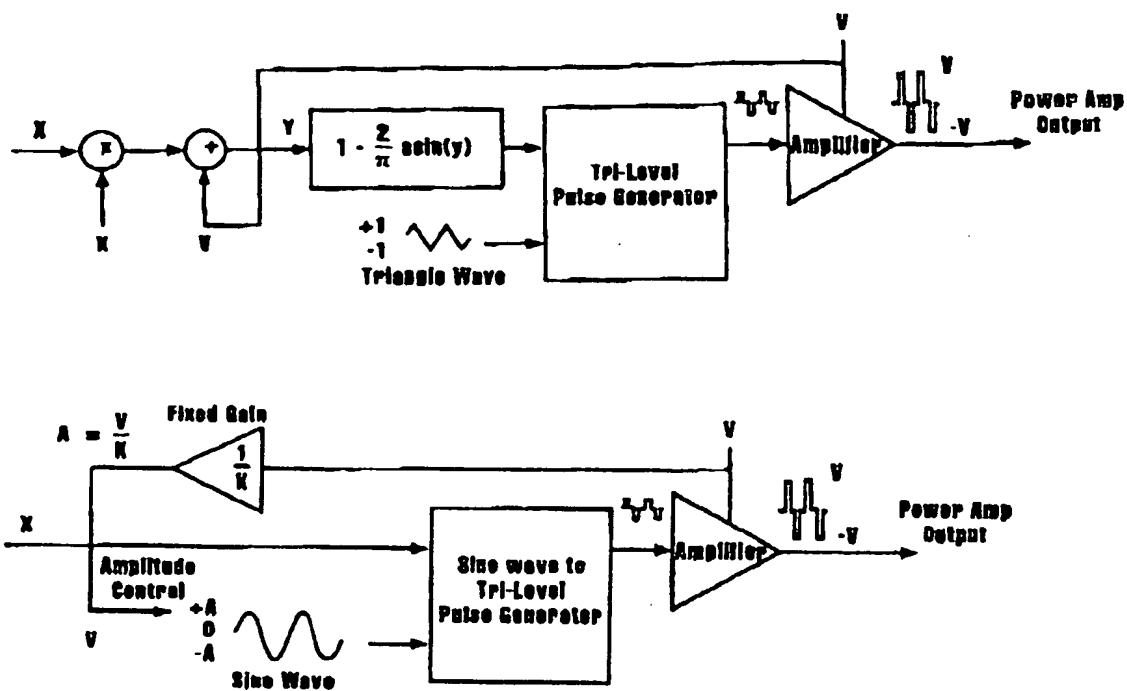 V
V
-V
Power Amp
Output
X
+
Y
1 - 2/π asin(y)
Amplifier
Tri-Level
Pulse Generator
K
V
+1
-1
Triangle Wave
Fixed Gain
A = V/K
1/K
V
V
-V
Power Amp
Output
X
Amplitude
Control
Amplifier
Sine wave to
Tri-Level
Pulse Generator
V
+A
0
-A
Sine Wave